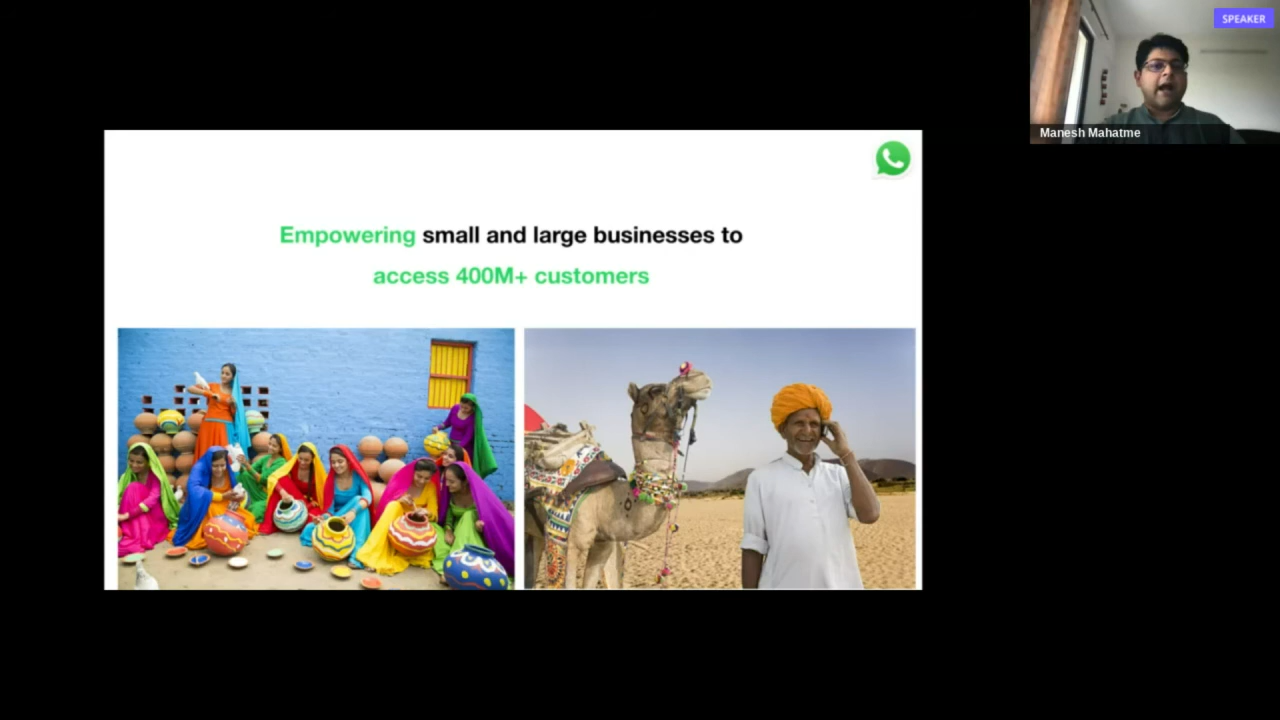 SPEAKER
Manesh Mahatme
Empowering small and large businesses to
access 400M+ customers